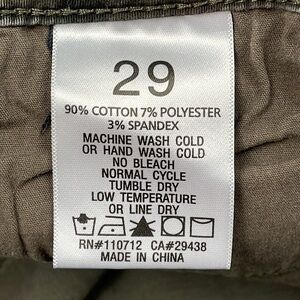 29
90% COTTON 7% POLYESTER
3% SPANDEX
MACHINE WASH COLD
OR HAND WASH COLD
NO BLEACH
NORMAL CYCLE
TUMBLE DRY
LOW TEMPERATURE
OR LINE DRY
RN#110712 CA#29438
MADE IN CHINA